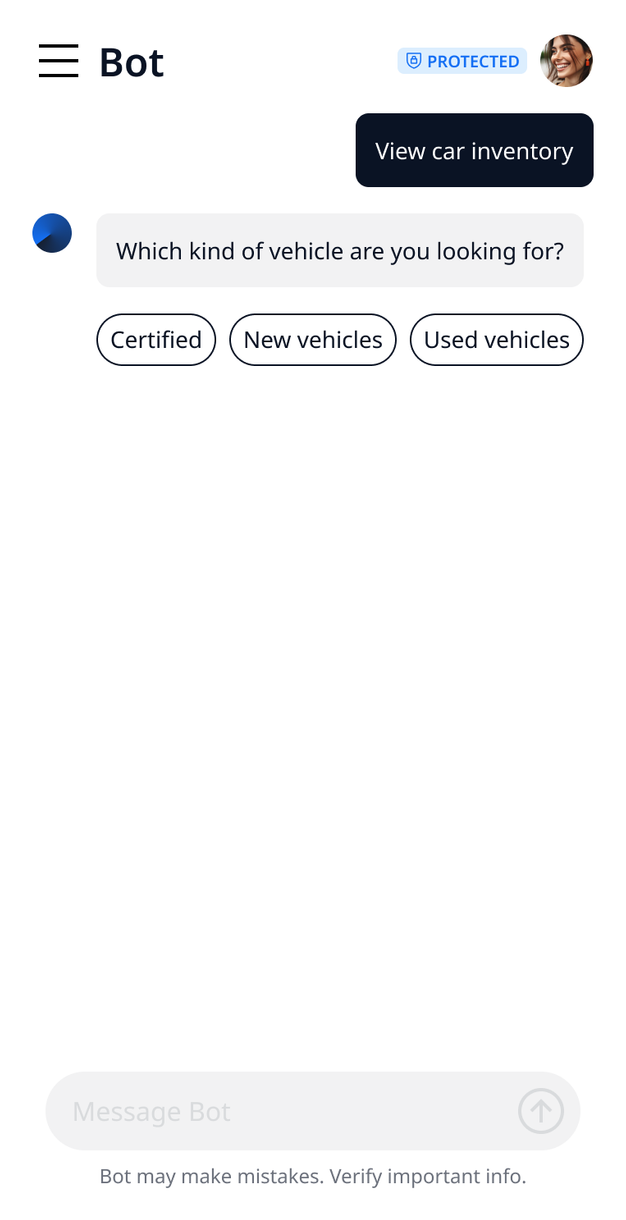 Bot
PROTECTED
View car inventory
Which kind of vehicle are you looking for?
Certified
New vehicles
Used vehicles
Message Bot
Bot may make mistakes. Verify important info.